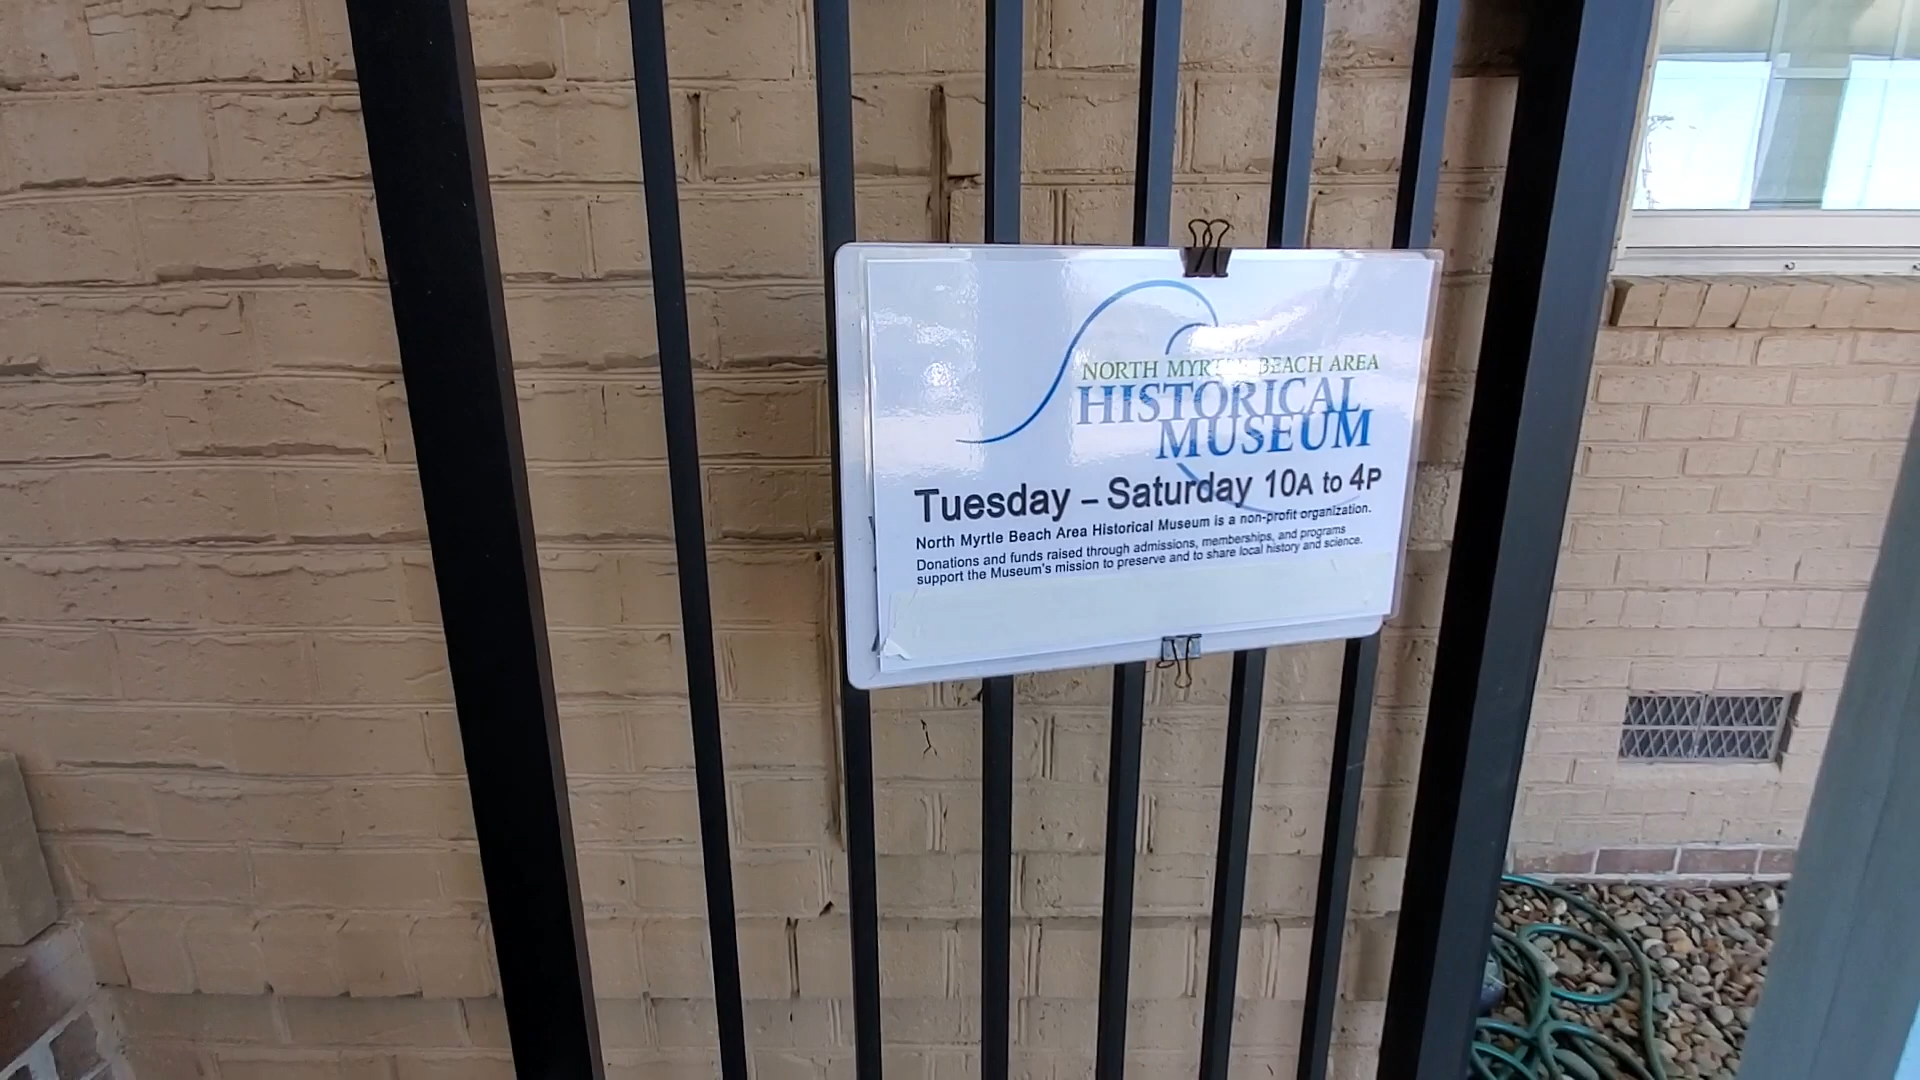 NORTH MYRTLE BEACH AREA
HISTORICAL
MUSEUM
Tuesday – Saturday 10A to 4P
North Myrtle Beach Area Historical Museum is a non-profit organization.
Donations and funds raised through admissions, memberships, and programs
support the Museum's mission to preserve and to share local history and science.